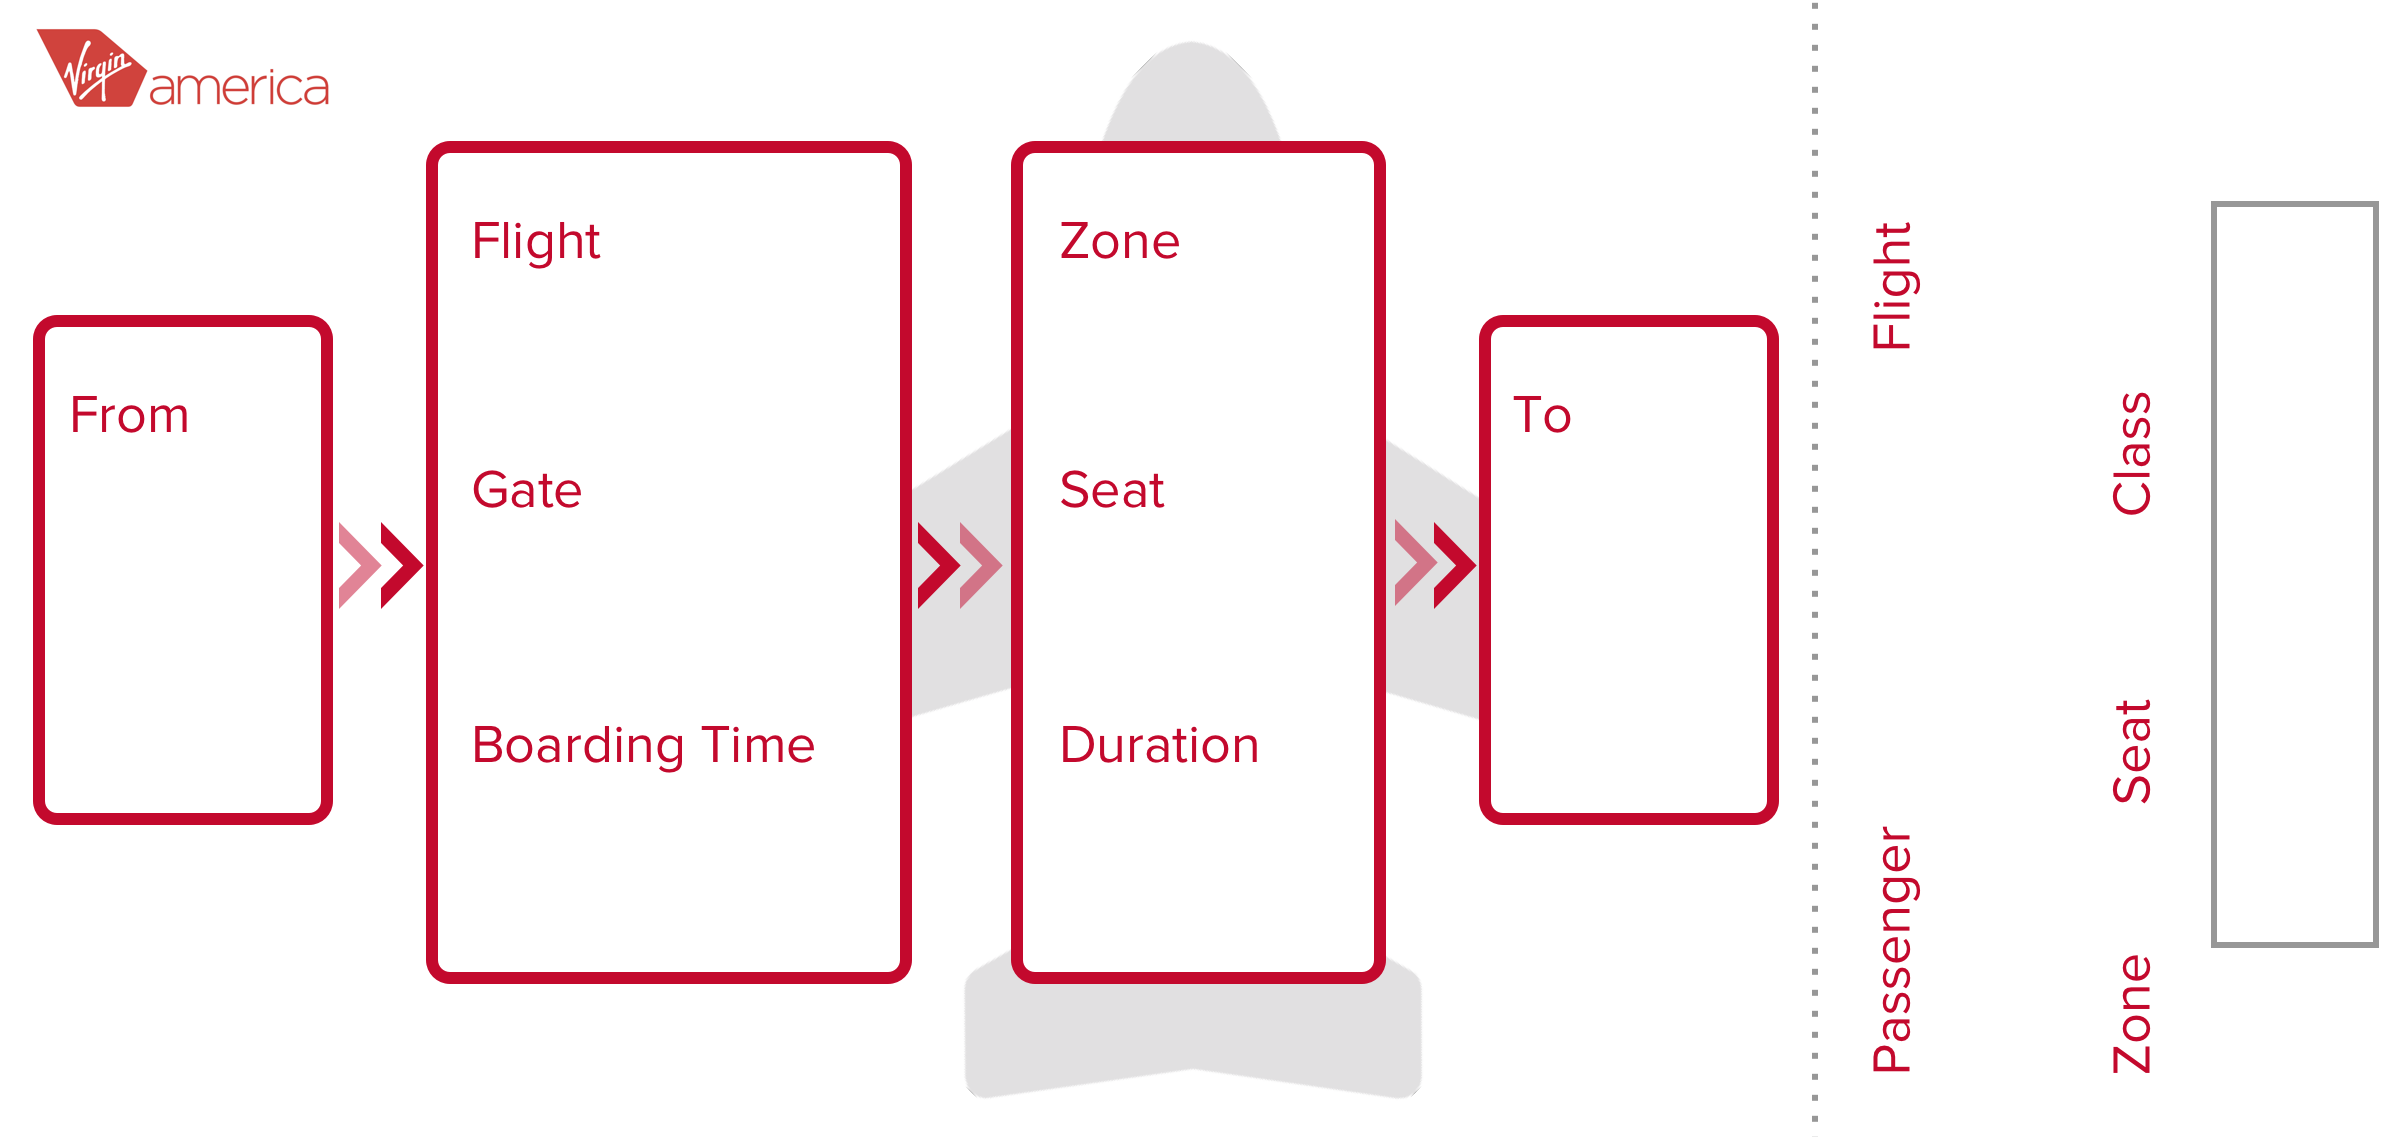 Virgin america
From
Flight
Gate
Boarding Time
Zone
Seat
Duration
To
Flight
Passenger
Class
Seat
Zone